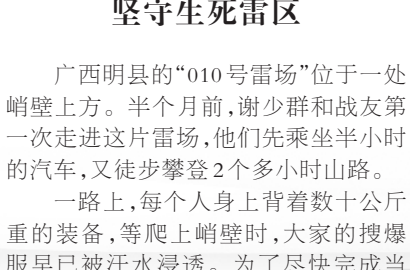 坚守生死雷区
广西明县的“010号雷场”位于一处
峭壁上方。半个月前,谢少群和战友第
一次走进这片雷场,他们先乘坐半小时
的汽车,又徒步攀登2个多小时山路。
一路上,每个人身上背着数十公斤
重的装备,等爬上峭壁时,大家的搜爆
服早已被汗水浸透。为了尽快完成当